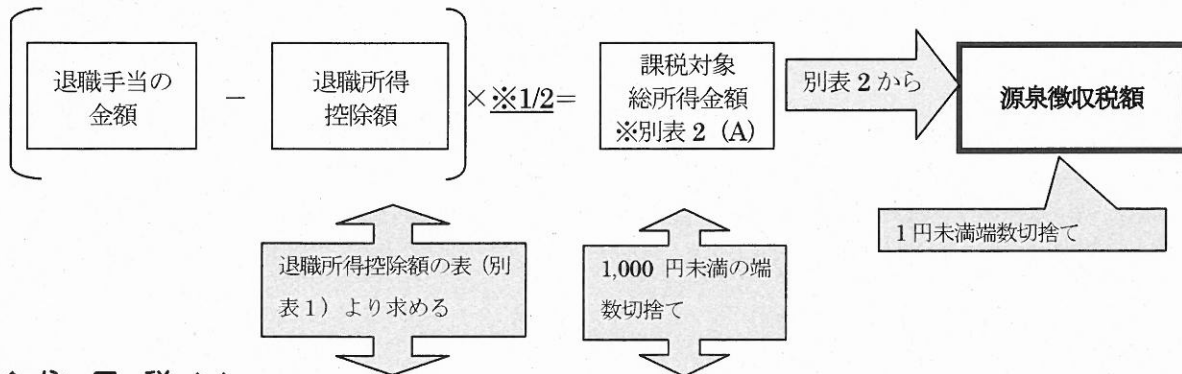 退職手当の
金額
－
退職所得
控除額
×※1/2＝
課税対象
総所得金額
※別表２（A）
別表２から
源泉徴収税額
退職所得控除額の表（別
表１）より求める
1,000 円未満の端
数切捨て
１円未満端数切捨て